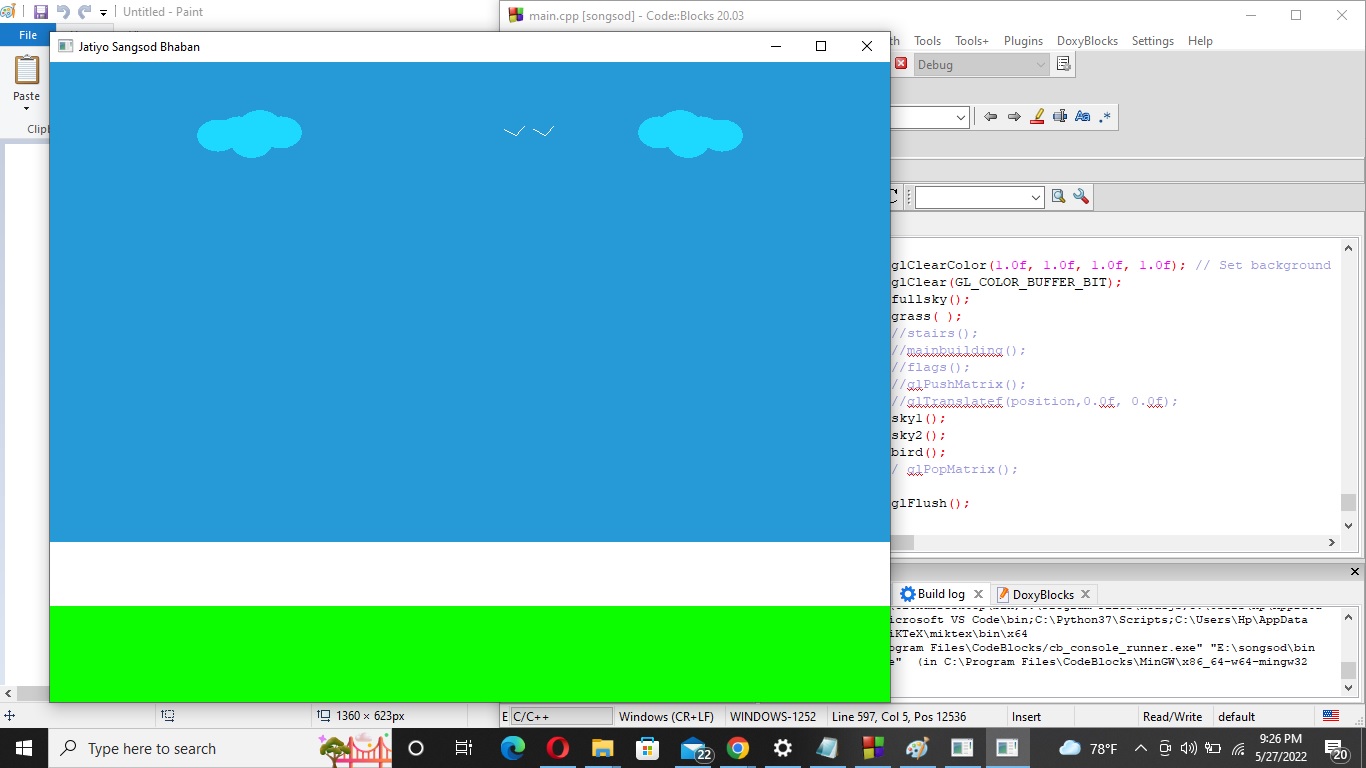 Untitled - Paint
main.cpp [songsod] - Code::Blocks 20.03
File
Jatiyo Sangsod Bhaban
Tools Tools+ Plugins DoxyBlocks Settings Help
Debug
Paste
Aa .*
Clip
glClearColor(1.0f, 1.0f, 1.0f, 1.0f); // Set background
glClear(GL_COLOR_BUFFER_BIT);
fullsky();
grass( );
//stairs();
//mainbuilding();
//flags();
//glPushMatrix();
//glTranslatef(position,0.0f, 0.0f);
sky1();
sky2();
bird();
/ glPopMatrix();
glFlush();
Build log DoxyBlocks
icrosoft VS Code\bin;C:\Python37\Scripts;C:\Users\Hp\AppData
iKTeX\miktex\bin\x64
ogram Files\CodeBlocks/cb_console_runner.exe" "E:\songsod\bin
e" (in C:\Program Files\CodeBlocks\MinGW\x86_64-w64-mingw32
1360 × 623px
E C/C++ Windows (CR+LF) WINDOWS-1252 Line 597, Col 5, Pos 12536 Insert Read/Write default
Type here to search
22
78°F
9:26 PM
5/27/2022
20